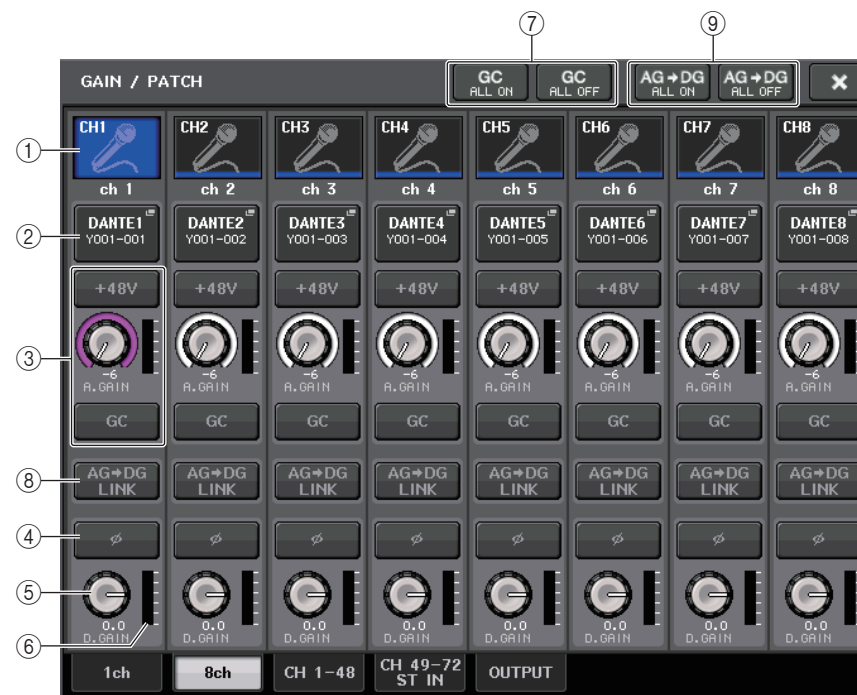 ⑦ ⑨
GAIN / PATCH GC ALL ON GC ALL OFF AG➔DG ALL ON AG➔DG ALL OFF ×
① CH1 CH2 CH3 CH4 CH5 CH6 CH7 CH8
ch 1 ch 2 ch 3 ch 4 ch 5 ch 6 ch 7 ch 8
② DANTE1 DANTE2 DANTE3 DANTE4 DANTE5 DANTE6 DANTE7 DANTE8
Y001-001 Y001-002 Y001-003 Y001-004 Y001-005 Y001-006 Y001-007 Y001-008
+48V +48V +48V +48V +48V +48V +48V +48V
③
-6 -6 -6 -6 -6 -6 -6 -6
A.GAIN A.GAIN A.GAIN A.GAIN A.GAIN A.GAIN A.GAIN A.GAIN
GC GC GC GC GC GC GC GC
⑧ AG➔DG AG➔DG AG➔DG AG➔DG AG➔DG AG➔DG AG➔DG AG➔DG
LINK LINK LINK LINK LINK LINK LINK LINK
④ ø ø ø ø ø ø ø ø
⑤
0.0 0.0 0.0 0.0 0.0 0.0 0.0 0.0
⑥ D.GAIN D.GAIN D.GAIN D.GAIN D.GAIN D.GAIN D.GAIN D.GAIN
1ch 8ch CH 1-48 CH 49-72 ST IN OUTPUT